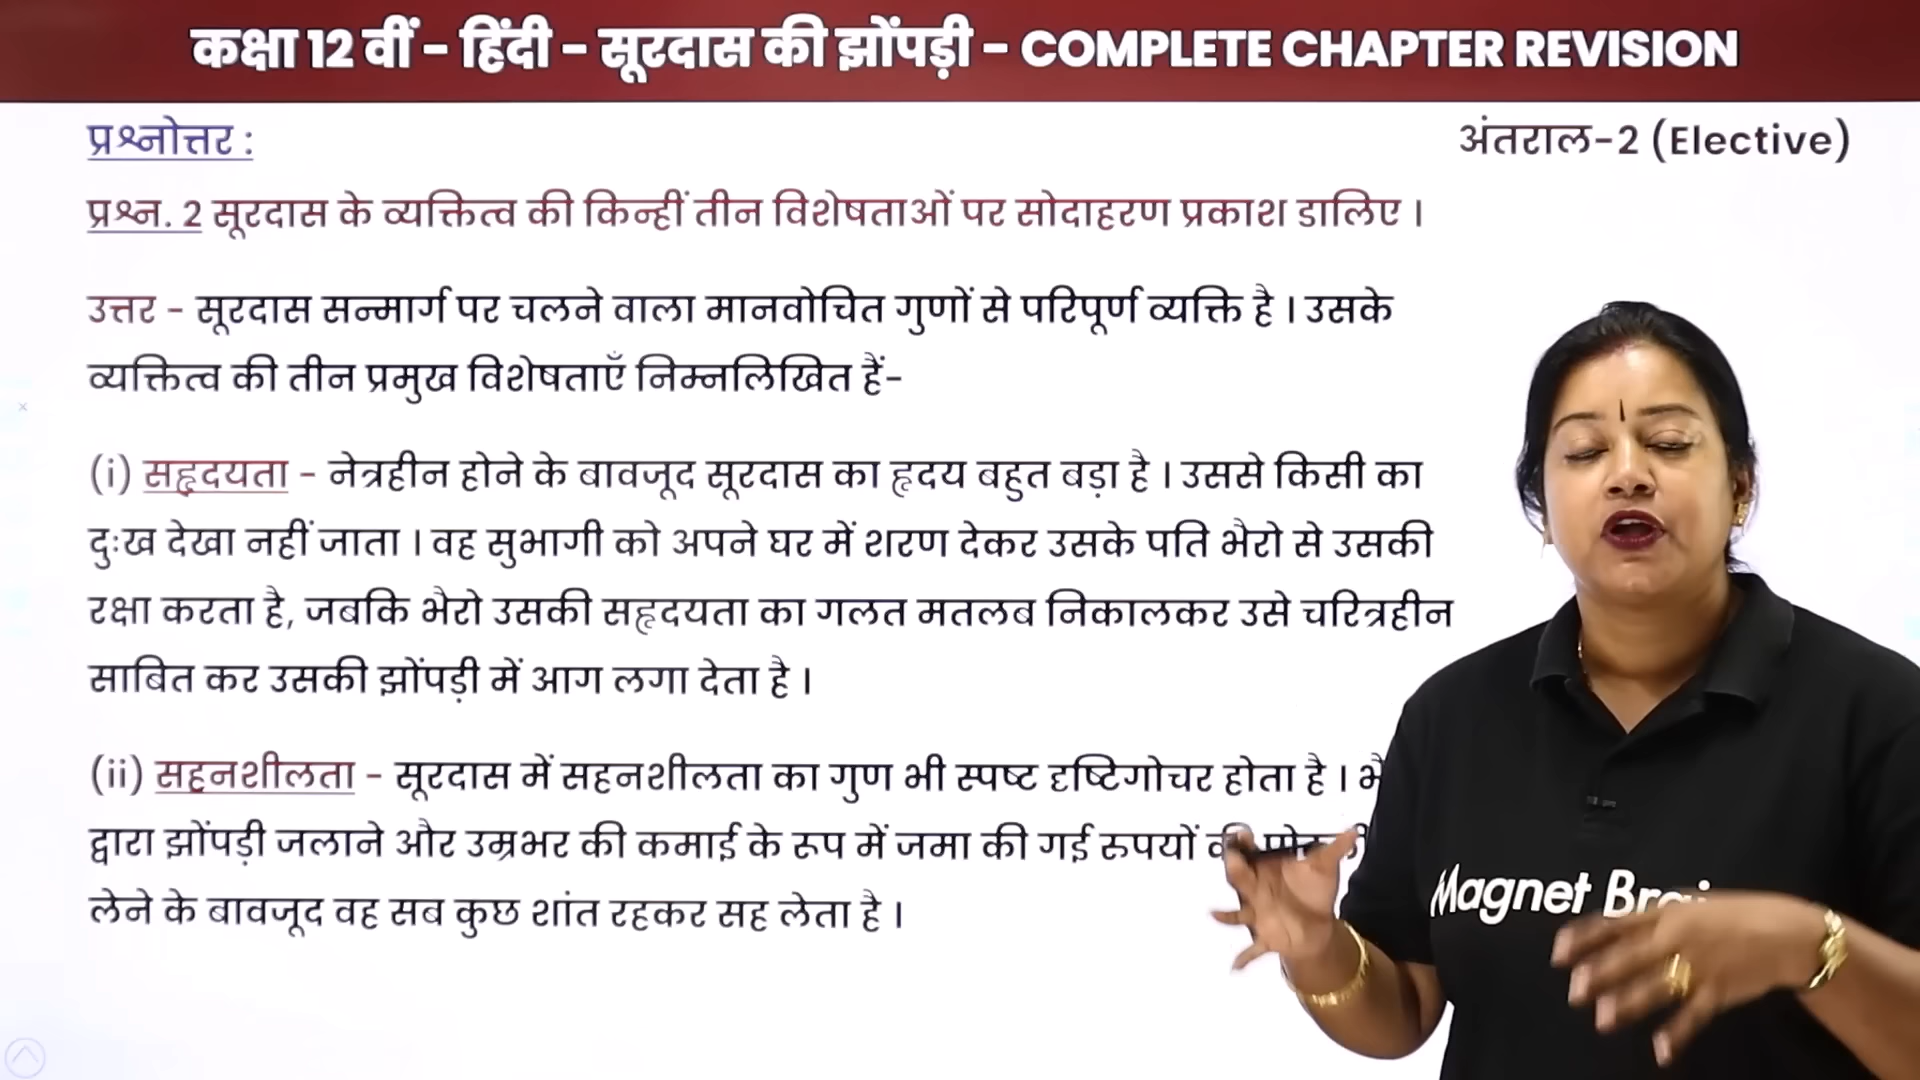 कक्षा 12 वीं - हिंदी - सूरदास की झोंपड़ी - COMPLETE CHAPTER REVISION
प्रश्नोत्तर :
अंतराल-2 (Elective)
प्रश्न. 2 सूरदास के व्यक्तित्व की किन्हीं तीन विशेषताओं पर सोदाहरण प्रकाश डालिए ।
उत्तर - सूरदास सन्मार्ग पर चलने वाला मानवोचित गुणों से परिपूर्ण व्यक्ति है । उसके
व्यक्तित्व की तीन प्रमुख विशेषताएँ निम्नलिखित हैं-
(i) सहृदयता - नेत्रहीन होने के बावजूद सूरदास का हृदय बहुत बड़ा है । उससे किसी का
दुःख देखा नहीं जाता । वह सुभागी को अपने घर में शरण देकर उसके पति भैरो से उसकी
रक्षा करता है, जबकि भैरो उसकी सहृदयता का गलत मतलब निकालकर उसे चरित्रहीन
साबित कर उसकी झोंपड़ी में आग लगा देता है ।
(ii) सहनशीलता - सूरदास में सहनशीलता का गुण भी स्पष्ट दृष्टिगोचर होता है ।
द्वारा झोंपड़ी जलाने और उम्रभर की कमाई के रूप में जमा की गई रुपयों
लेने के बावजूद वह सब कुछ शांत रहकर सह लेता है ।
Magnet